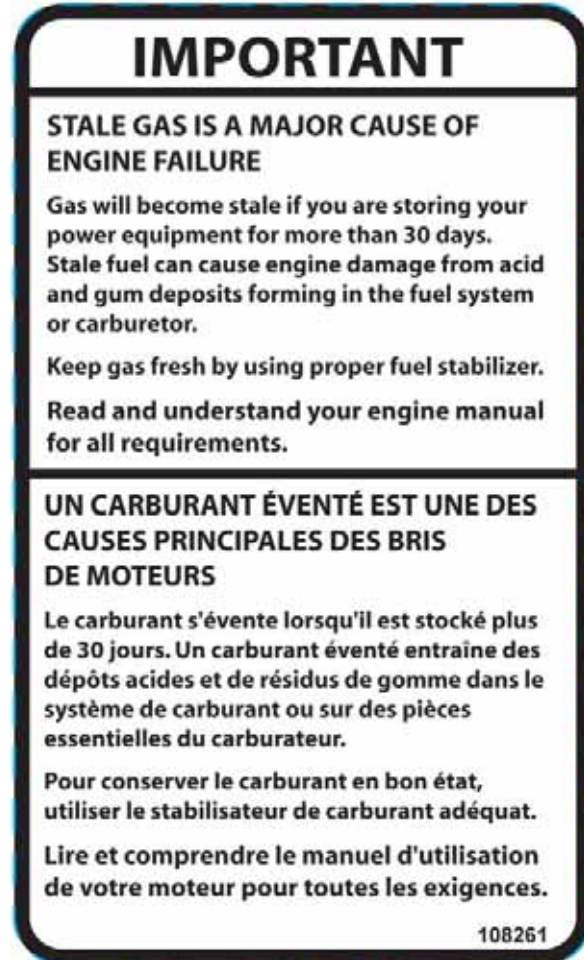 IMPORTANT
STALE GAS IS A MAJOR CAUSE OF
ENGINE FAILURE
Gas will become stale if you are storing your
power equipment for more than 30 days.
Stale fuel can cause engine damage from acid
and gum deposits forming in the fuel system
or carburetor.
Keep gas fresh by using proper fuel stabilizer.
Read and understand your engine manual
for all requirements.
UN CARBURANT ÉVENTÉ EST UNE DES
CAUSES PRINCIPALES DES BRIS
DE MOTEURS
Le carburant s'évente lorsqu'il est stocké plus
de 30 jours. Un carburant éventé entraîne des
dépôts acides et de résidus de gomme dans le
système de carburant ou sur des pièces
essentielles du carburateur.
Pour conserver le carburant en bon état,
utiliser le stabilisateur de carburant adéquat.
Lire et comprendre le manuel d'utilisation
de votre moteur pour toutes les exigences.
108261